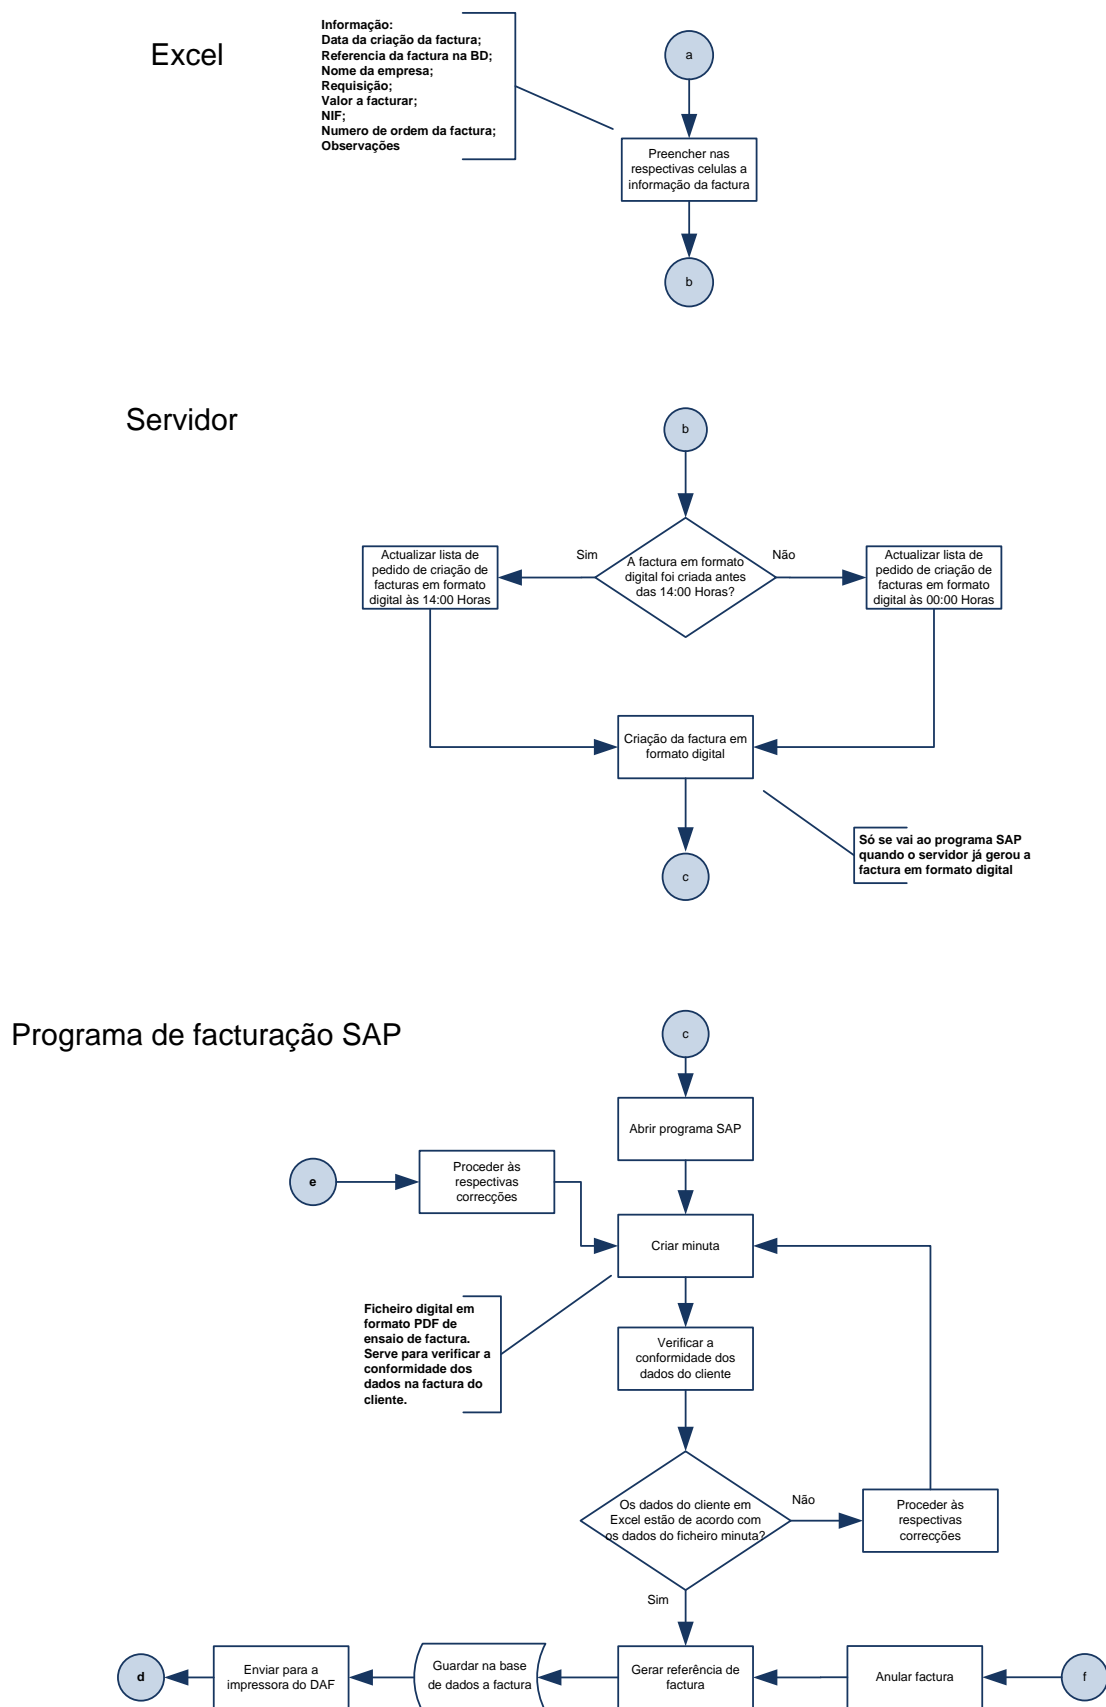 Excel
Informação:
Data da criação da factura;
Referencia da factura na BD;
Nome da empresa;
Requisição;
Valor a facturar;
NIF;
Numero de ordem da factura;
Observações
a
Preencher nas
respectivas celulas a
informação da factura
b
Servidor
b
A factura em formato
digital foi criada antes
das 14:00 Horas?
Sim
Não
Actualizar lista de
pedido de criação de
facturas em formato
digital às 14:00 Horas
Actualizar lista de
pedido de criação de
facturas em formato
digital às 00:00 Horas
Criação da factura em
formato digital
Só se vai ao programa SAP
quando o servidor já gerou a
factura em formato digital
c
Programa de facturação SAP
c
Abrir programa SAP
e
Proceder às
respectivas
correcções
Criar minuta
Ficheiro digital em
formato PDF de
ensaio de factura.
Serve para verificar a
conformidade dos
dados na factura do
cliente.
Verificar a
conformidade dos
dados do cliente
Os dados do cliente em
Excel estão de acordo com
os dados do ficheiro minuta?
Não
Proceder às
respectivas
correcções
Sim
d
Enviar para a
impressora do DAF
Guardar na base
de dados a factura
Gerar referência de
factura
Anular factura
f